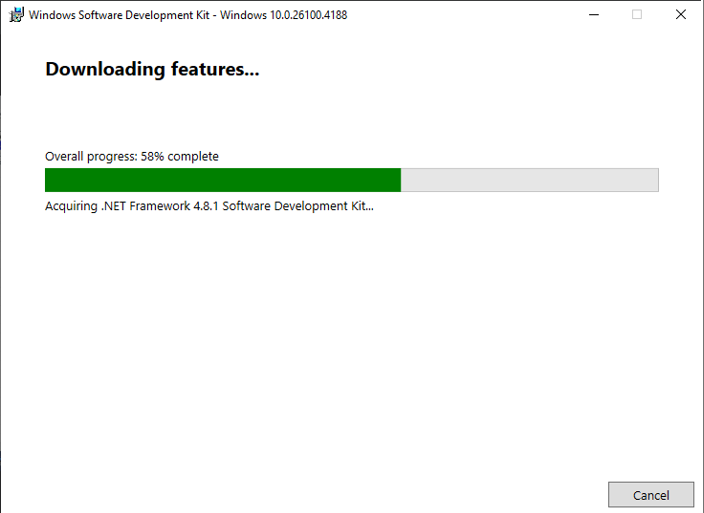 Windows Software Development Kit - Windows 10.0.26100.4188
Downloading features...
Overall progress: 58% complete
Acquiring .NET Framework 4.8.1 Software Development Kit...
Cancel